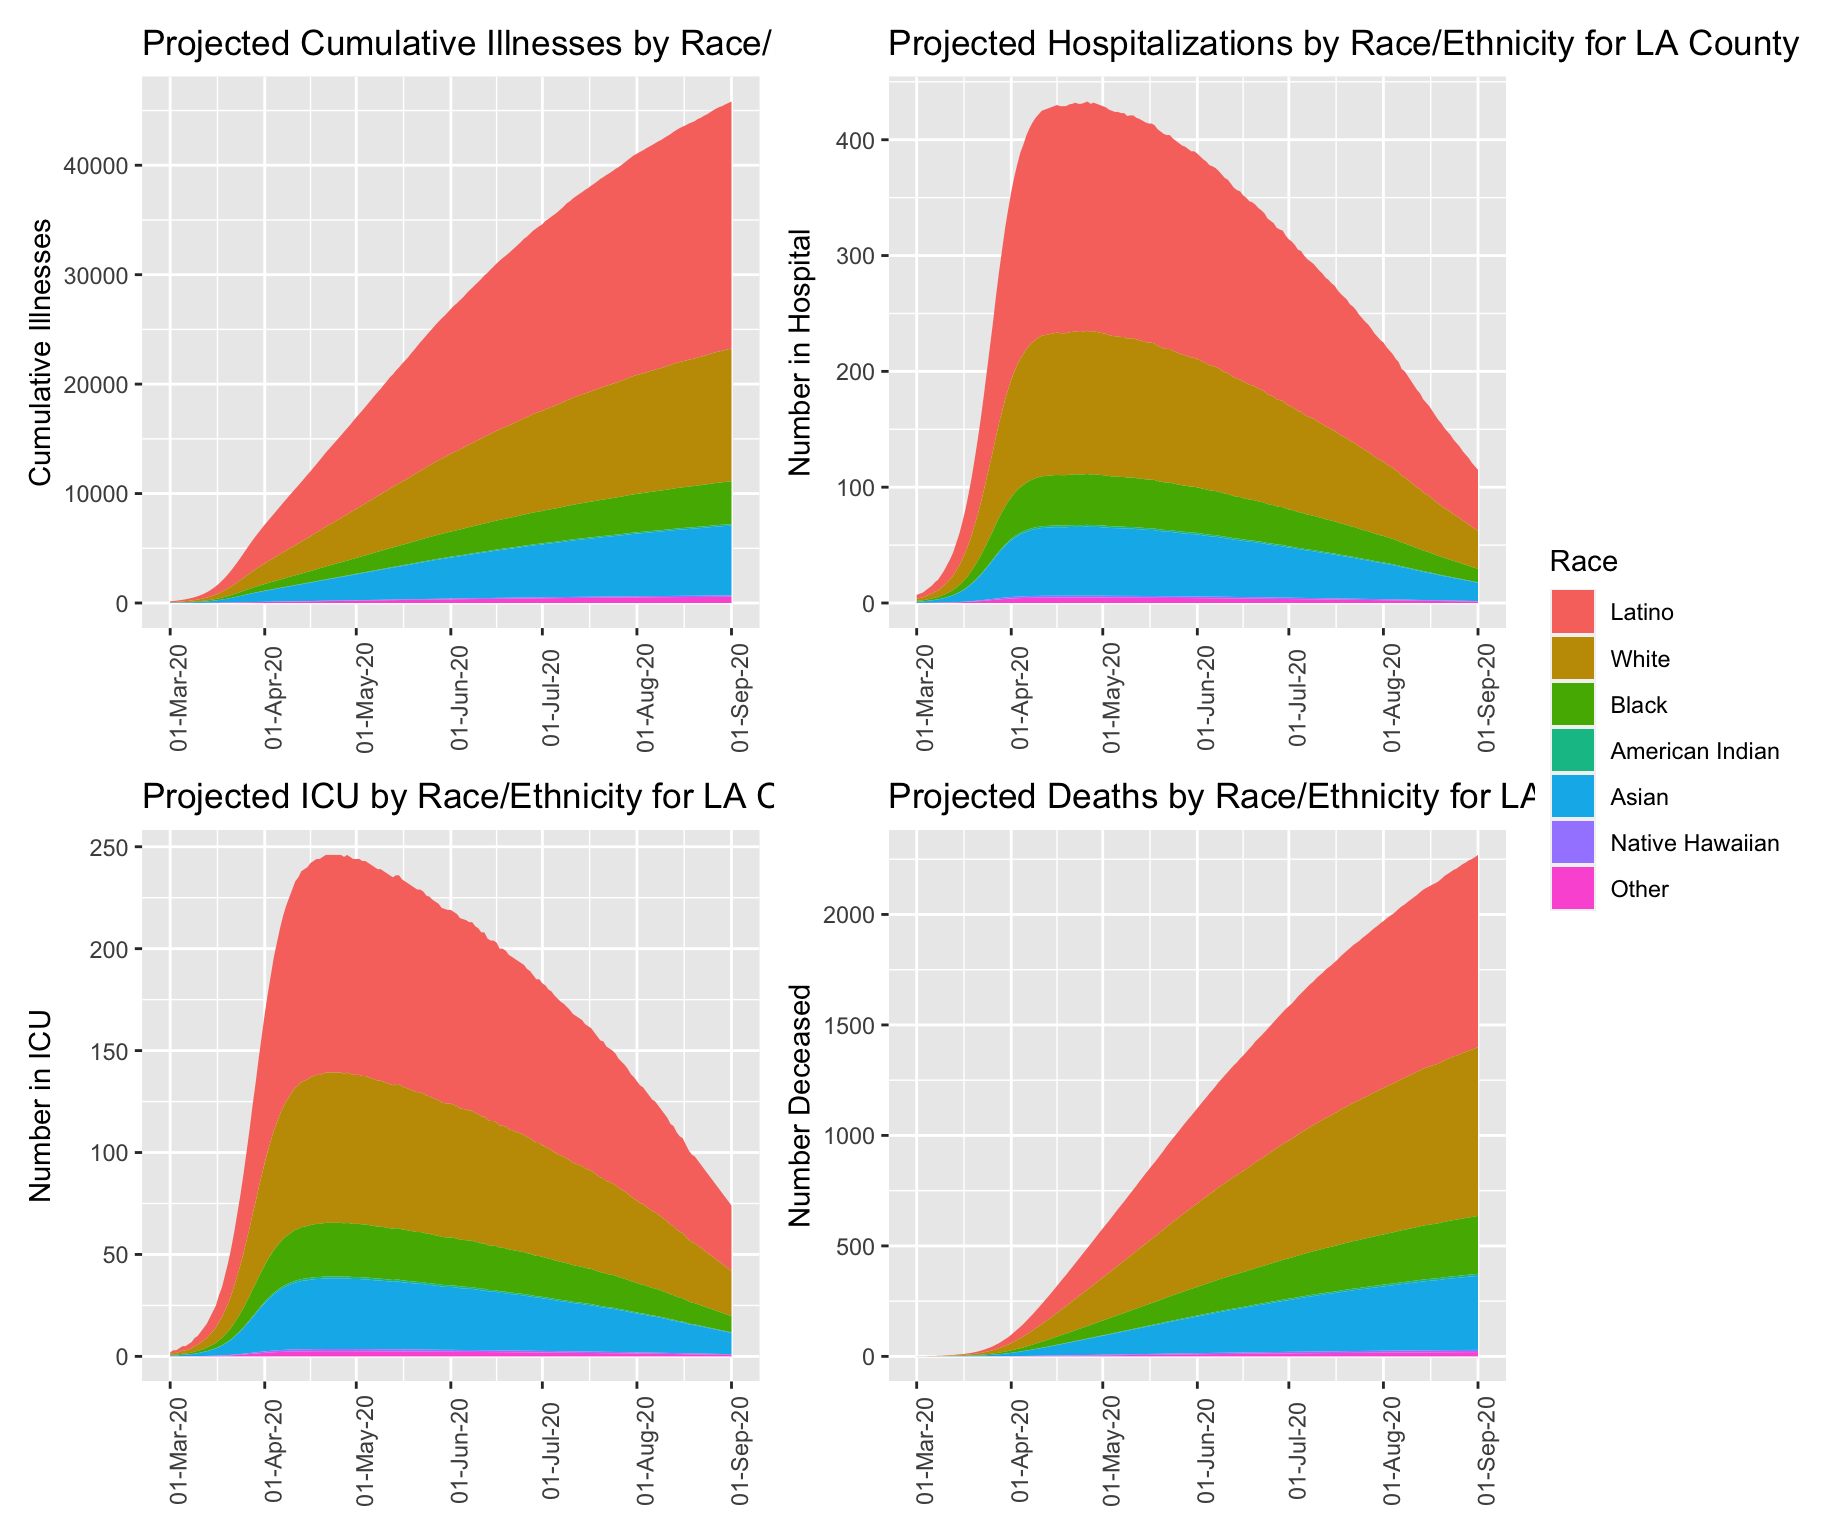 Projected Cumulative Illnesses by Race/
Cumulative Illnesses
40000
30000
20000
10000
0
01-Mar-20
01-Apr-20
01-May-20
01-Jun-20
01-Jul-20
01-Aug-20
01-Sep-20
Projected Hospitalizations by Race/Ethnicity for LA County
Number in Hospital
400
300
200
100
0
01-Mar-20
01-Apr-20
01-May-20
01-Jun-20
01-Jul-20
01-Aug-20
01-Sep-20
Projected ICU by Race/Ethnicity for LA C
Number in ICU
250
200
150
100
50
0
01-Mar-20
01-Apr-20
01-May-20
01-Jun-20
01-Jul-20
01-Aug-20
01-Sep-20
Projected Deaths by Race/Ethnicity for LA
Number Deceased
2000
1500
1000
500
0
01-Mar-20
01-Apr-20
01-May-20
01-Jun-20
01-Jul-20
01-Aug-20
01-Sep-20
Race
Latino
White
Black
American Indian
Asian
Native Hawaiian
Other